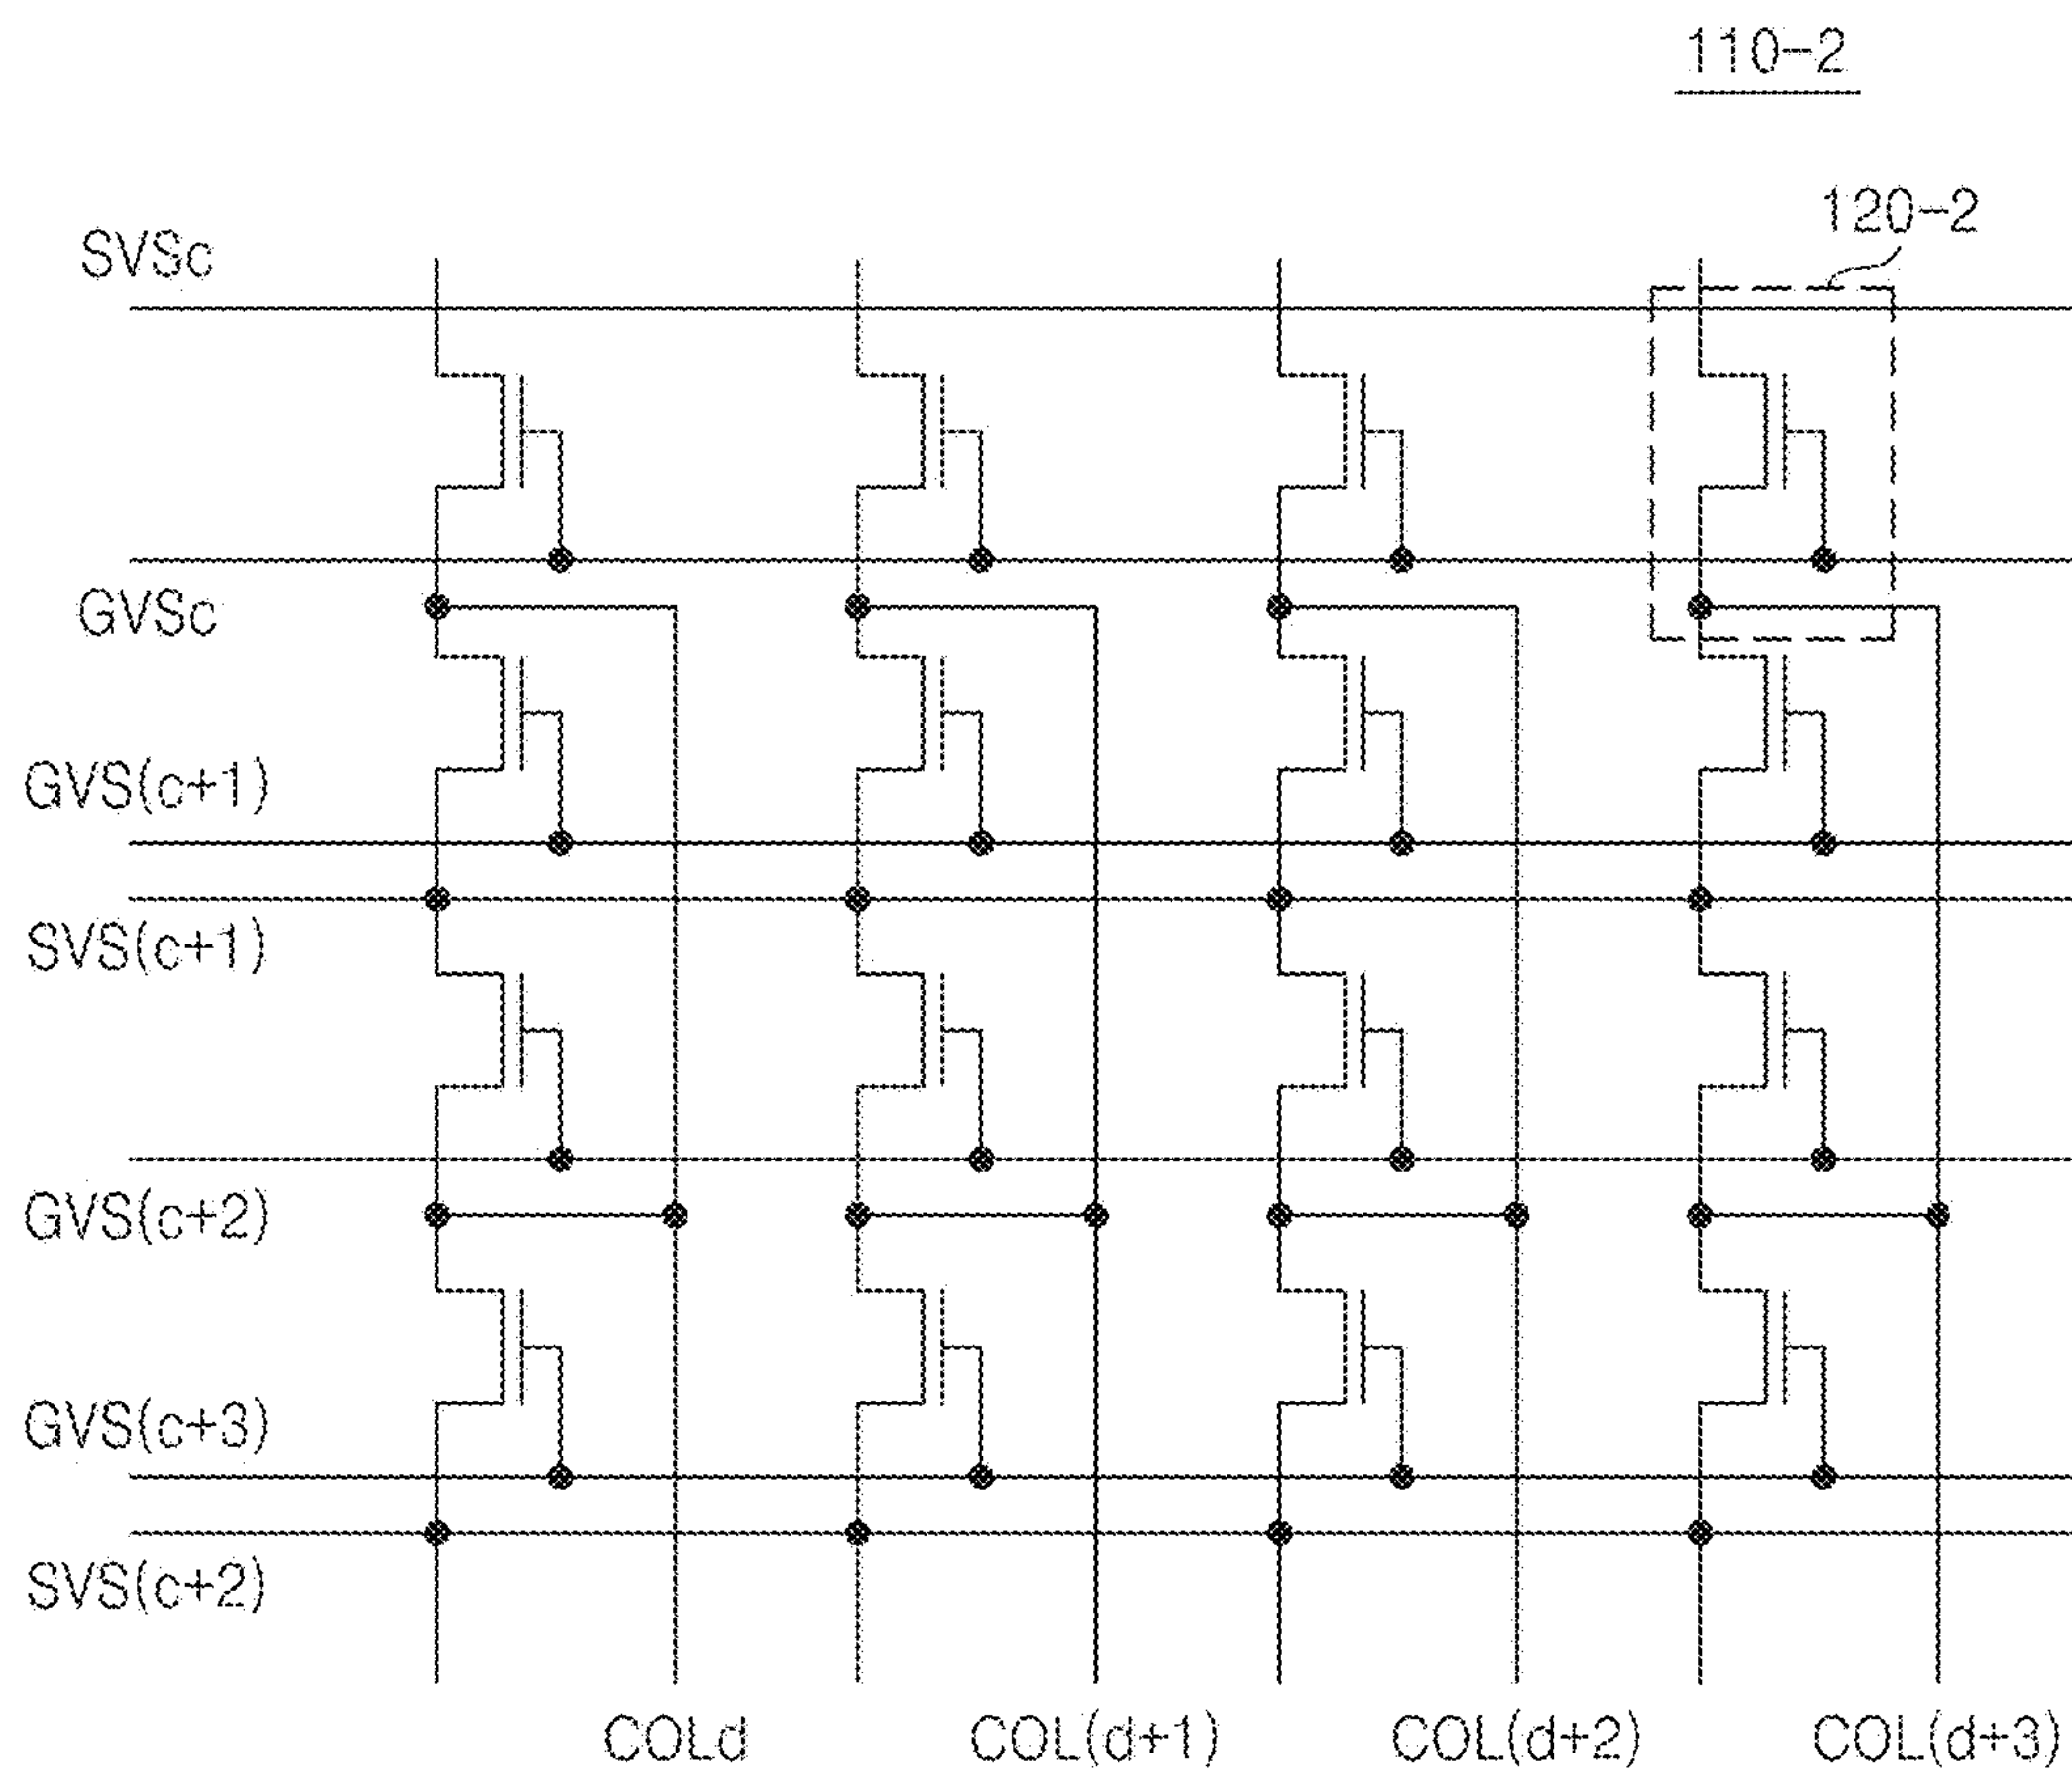 110-2
120-2
SVSc
GVSc
GVS(c+1)
SVS(c+1)
GVS(c+2)
GVS(c+3)
SVS(c+2)
COLd COL(d+1) COL(d+2) COL(d+3)